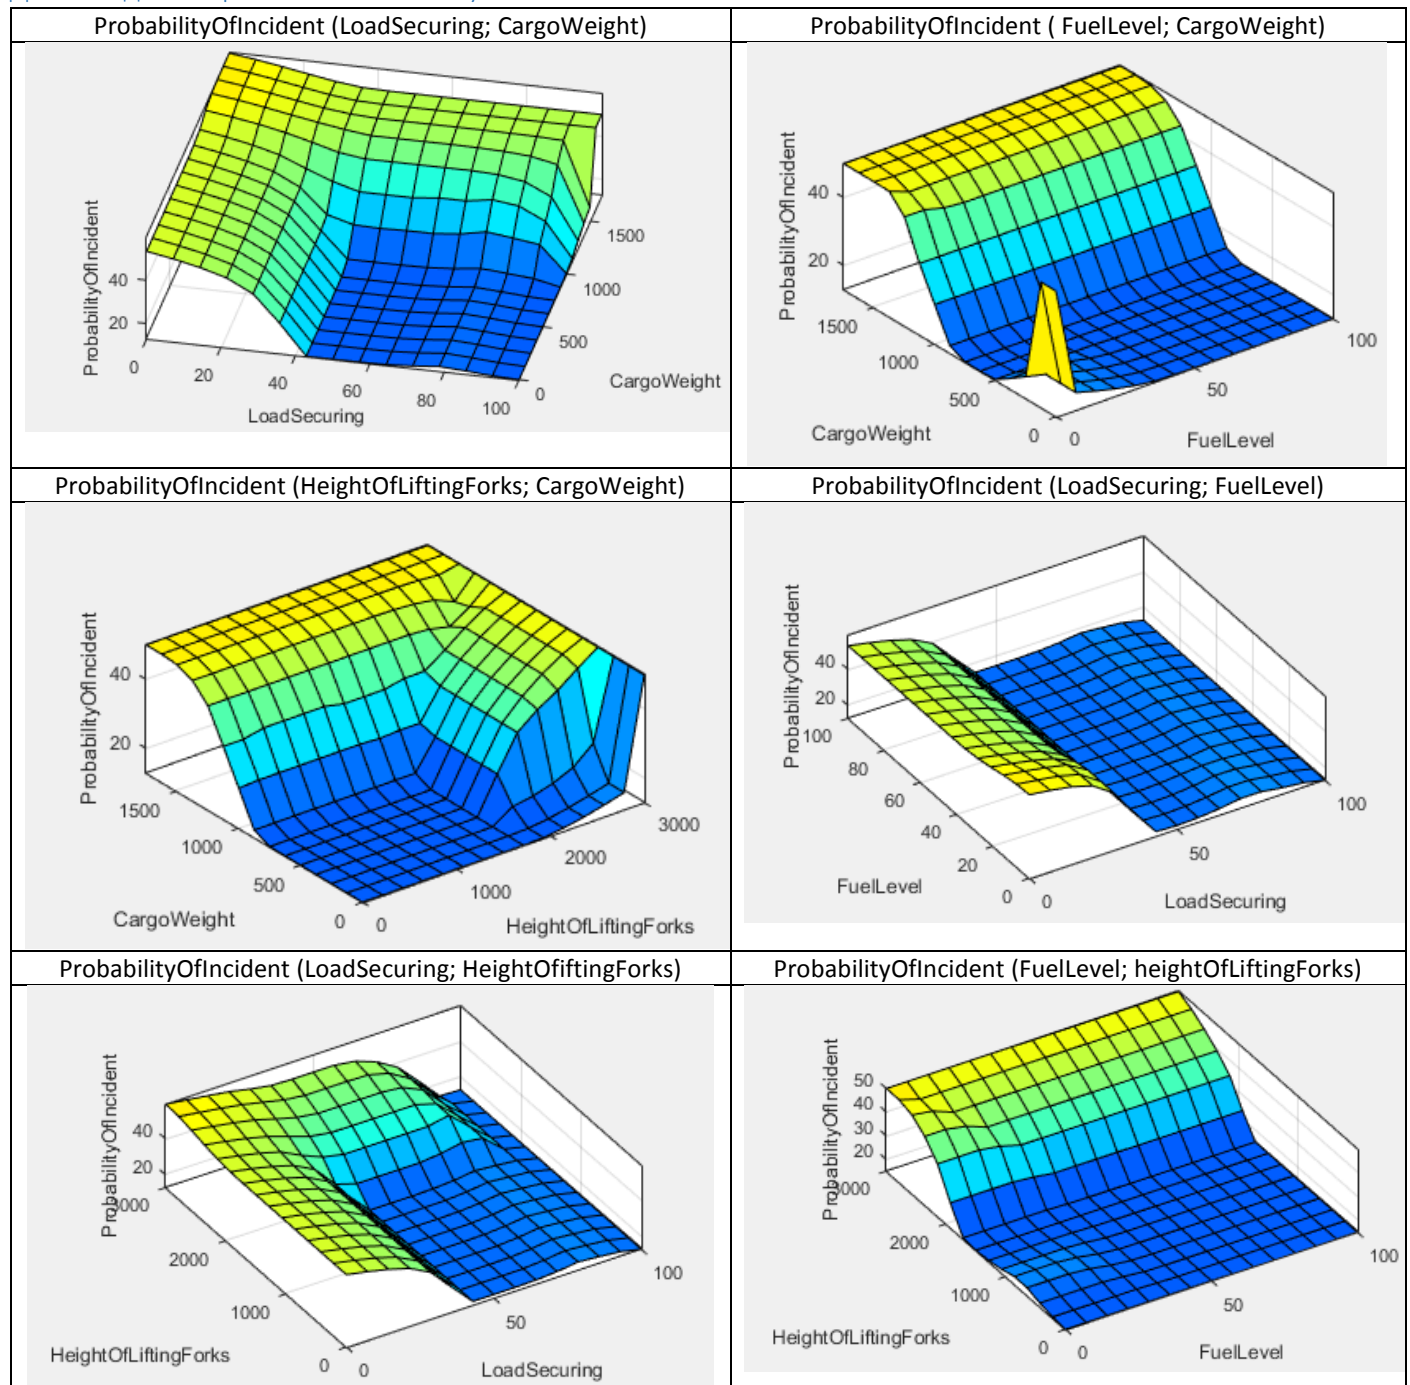 ProbabilityOfIncident (LoadSecuring; CargoWeight)
ProbabilityOfIncident ( FuelLevel; CargoWeight)
ProbabilityOfIncident
40
20
0
20
40
60
80
100
LoadSecuring
0
500
1000
1500
CargoWeight
ProbabilityOfIncident
40
20
1500
1000
500
0
CargoWeight
0
50
100
FuelLevel
ProbabilityOfIncident (HeightOfLiftingForks; CargoWeight)
ProbabilityOfIncident (LoadSecuring; FuelLevel)
ProbabilityOfIncident
40
20
1500
1000
500
0
CargoWeight
0
1000
2000
3000
HeightOfLiftingForks
ProbabilityOfIncident
40
20
100
80
60
40
20
0
FuelLevel
0
50
100
LoadSecuring
ProbabilityOfIncident (LoadSecuring; HeightOfiftingForks)
ProbabilityOfIncident (FuelLevel; heightOfLiftingForks)
ProbabilityOfIncident
40
20
3000
2000
1000
0
HeightOfLiftingForks
0
50
100
LoadSecuring
ProbabilityOfIncident
50
40
30
20
3000
2000
1000
0
HeightOfLiftingForks
0
50
100
FuelLevel